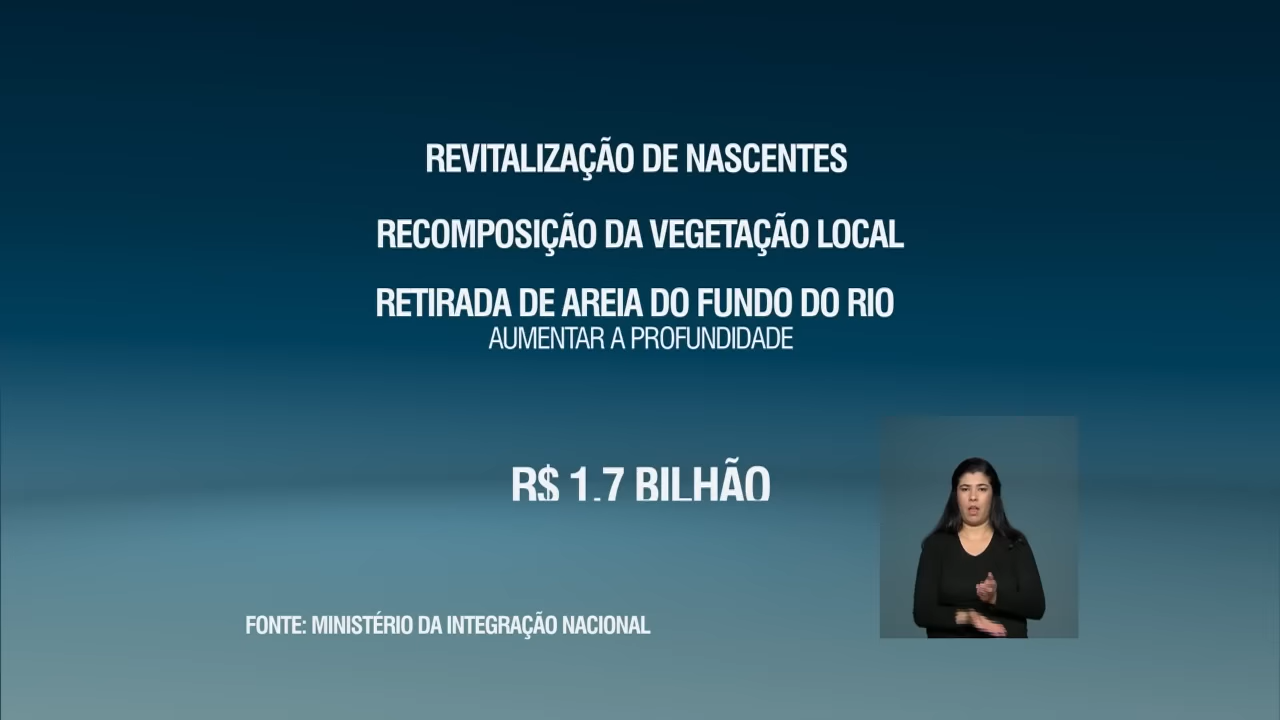 REVITALIZAÇÃO DE NASCENTES
RECOMPOSIÇÃO DA VEGETAÇÃO LOCAL
RETIRADA DE AREIA DO FUNDO DO RIO
AUMENTAR A PROFUNDIDADE
R$ 1,7 BILHÃO
FONTE: MINISTÉRIO DA INTEGRAÇÃO NACIONAL